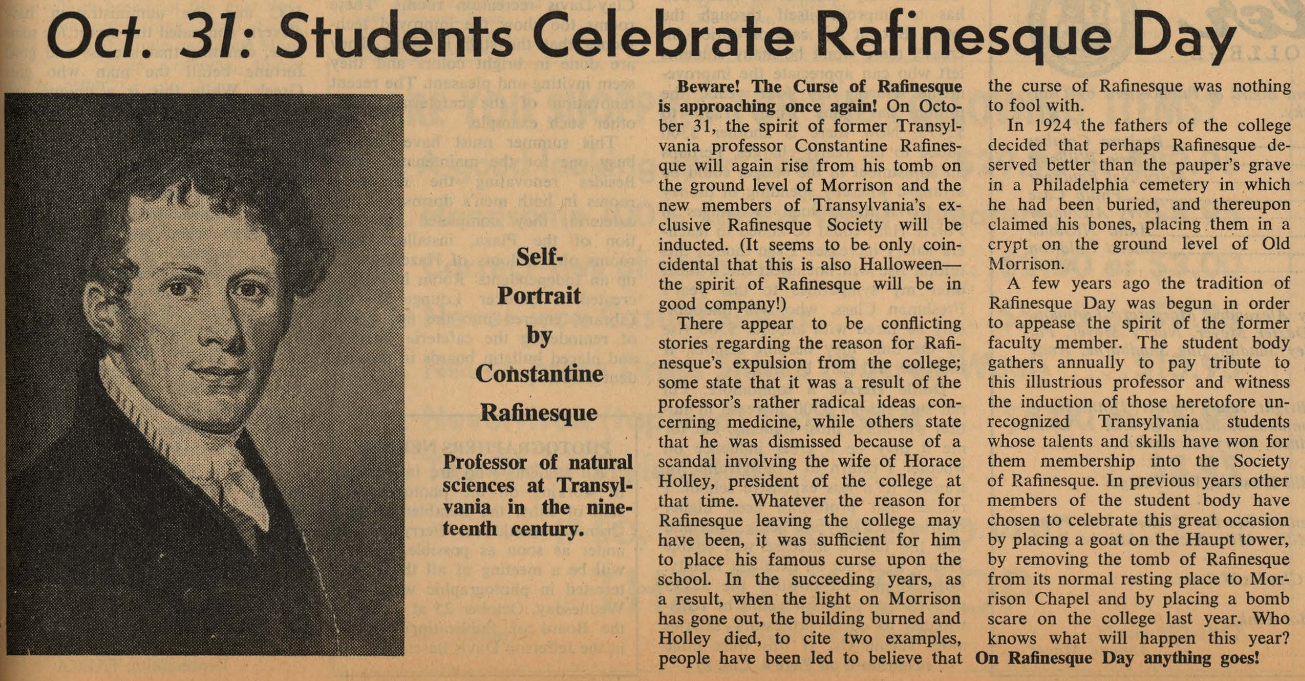 Oct. 31: Students Celebrate Rafinesque Day
Self-
Portrait
by
Constantine
Rafinesque
Professor of natural
sciences at Transyl-
vania in the nine-
teenth century.
Beware! The Curse of Rafinesque
is approaching once again! On Octo-
ber 31, the spirit of former Transyl-
vania professor Constantine Rafines-
que will again rise from his tomb on
the ground level of Morrison and the
new members of Transylvania's ex-
clusive Rafinesque Society will be
inducted. (It seems to be only coin-
cidental that this is also Halloween—
the spirit of Rafinesque will be in
good company!)
There appear to be conflicting
stories regarding the reason for Rafi-
nesque's expulsion from the college;
some state that it was a result of the
professor's rather radical ideas con-
cerning medicine, while others state
that he was dismissed because of a
scandal involving the wife of Horace
Holley, president of the college at
that time. Whatever the reason for
Rafinesque leaving the college may
have been, it was sufficient for him
to place his famous curse upon the
school. In the succeeding years, as
a result, when the light on Morrison
has gone out, the building burned and
Holley died, to cite two examples,
people have been led to believe that
the curse of Rafinesque was nothing
to fool with.
In 1924 the fathers of the college
decided that perhaps Rafinesque de-
served better than the pauper's grave
in a Philadelphia cemetery in which
he had been buried, and thereupon
claimed his bones, placing them in a
crypt on the ground level of Old
Morrison.
A few years ago the tradition of
Rafinesque Day was begun in order
to appease the spirit of the former
faculty member. The student body
gathers annually to pay tribute to
this illustrious professor and witness
the induction of those heretofore un-
recognized Transylvania students
whose talents and skills have won for
them membership into the Society
of Rafinesque. In previous years other
members of the student body have
chosen to celebrate this great occasion
by placing a goat on the Haupt tower,
by removing the tomb of Rafinesque
from its normal resting place to Mor-
rison Chapel and by placing a bomb
scare on the college last year. Who
knows what will happen this year?
On Rafinesque Day anything goes!